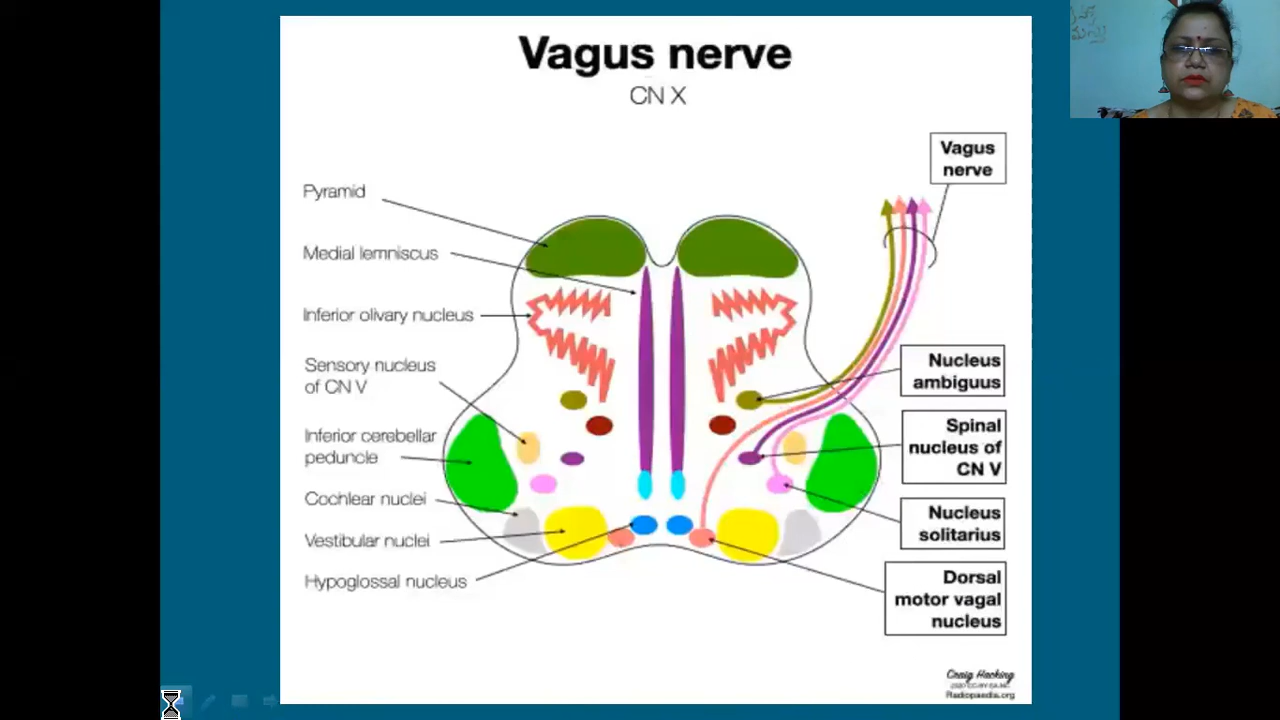 Vagus nerve
CN X
Vagus
nerve
Pyramid
Medial lemniscus
Inferior olivary nucleus
Sensory nucleus
of CN V
Inferior cerebellar
peduncle
Cochlear nuclei
Vestibular nuclei
Hypoglossal nucleus
Nucleus
ambiguus
Spinal
nucleus of
CN V
Nucleus
solitarius
Dorsal
motor vagal
nucleus
Craig Hacking
Radiopaedia.org